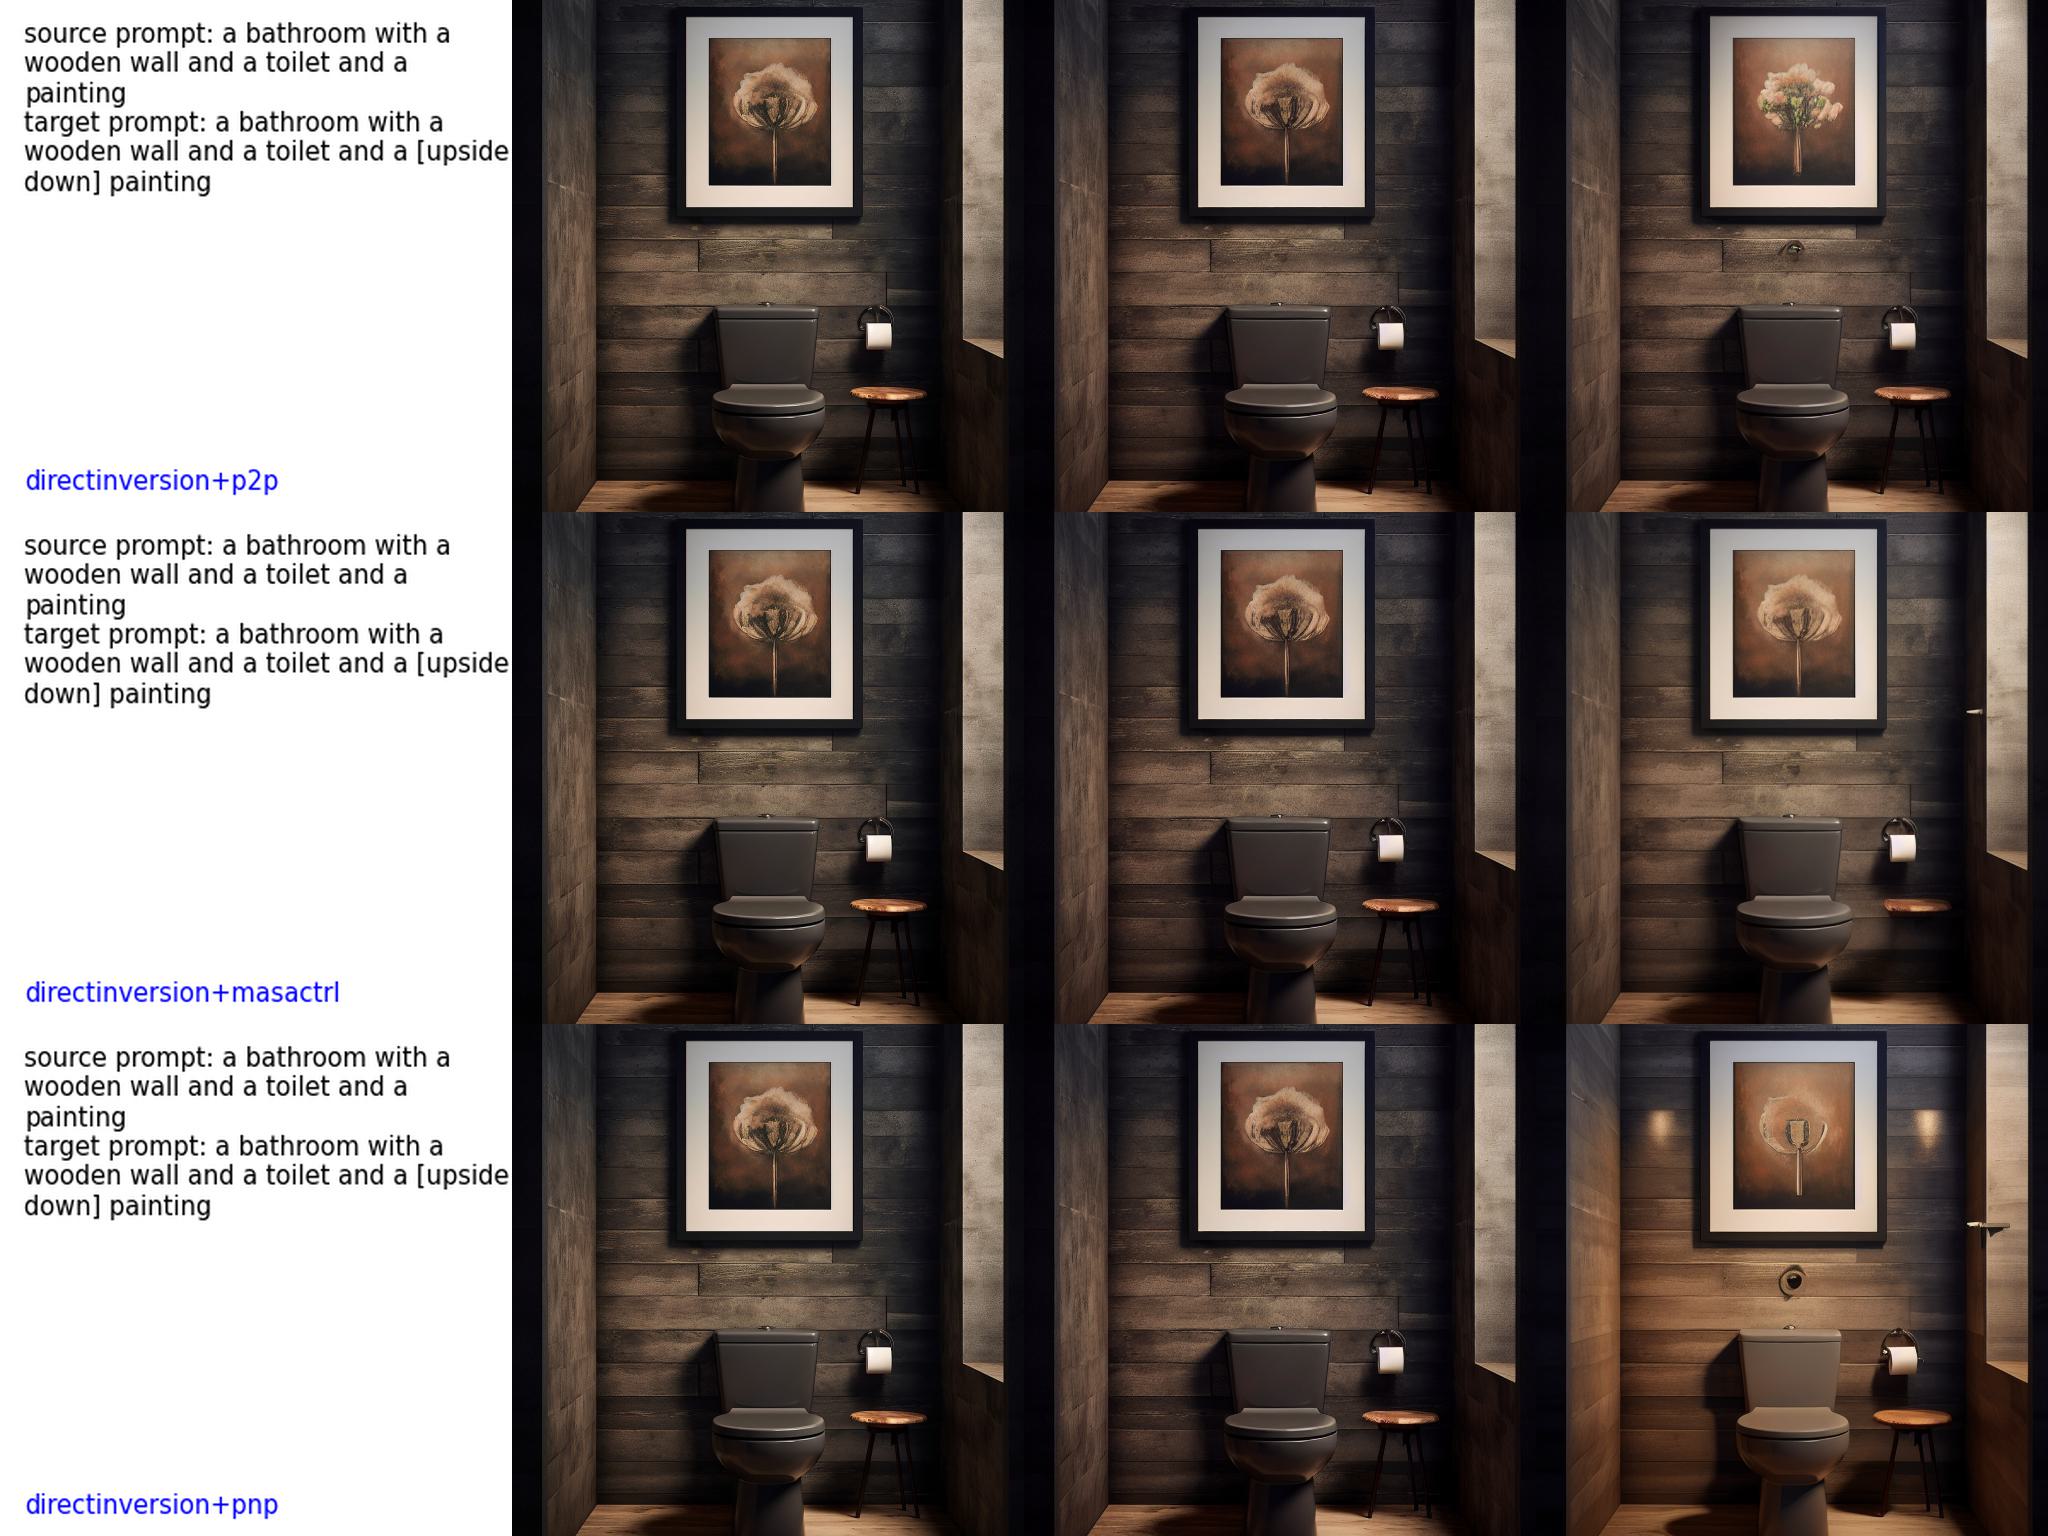 source prompt: a bathroom with a
wooden wall and a toilet and a
painting
target prompt: a bathroom with a
wooden wall and a toilet and a [upside
down] painting
directinversion+p2p
source prompt: a bathroom with a
wooden wall and a toilet and a
painting
target prompt: a bathroom with a
wooden wall and a toilet and a [upside
down] painting
directinversion+masactrl
source prompt: a bathroom with a
wooden wall and a toilet and a
painting
target prompt: a bathroom with a
wooden wall and a toilet and a [upside
down] painting
directinversion+pnp